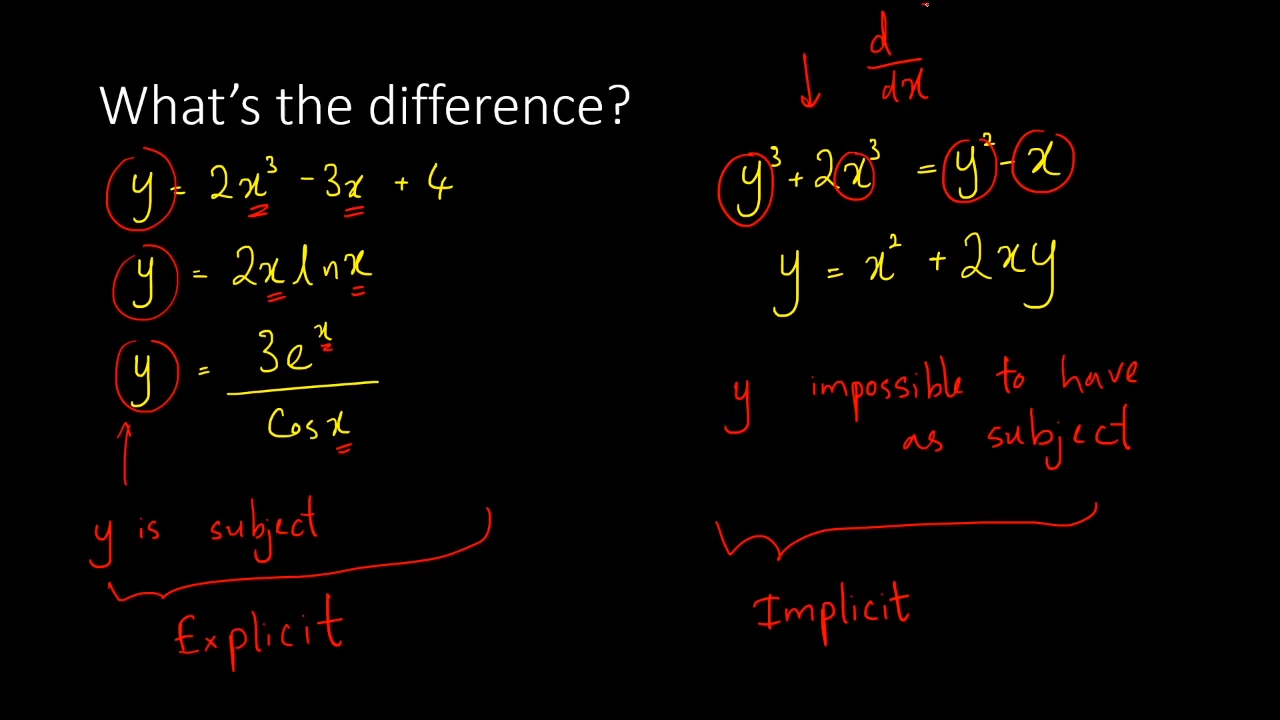 What's the difference?
y = 2x³ - 3x + 4
y = 2x ln x
y = 3e^x / cos x
y is subject
Explicit
↓ d/dx
y³ + 2x³ = y² - x
y = x² + 2xy
y impossible to have
as subject
Implicit